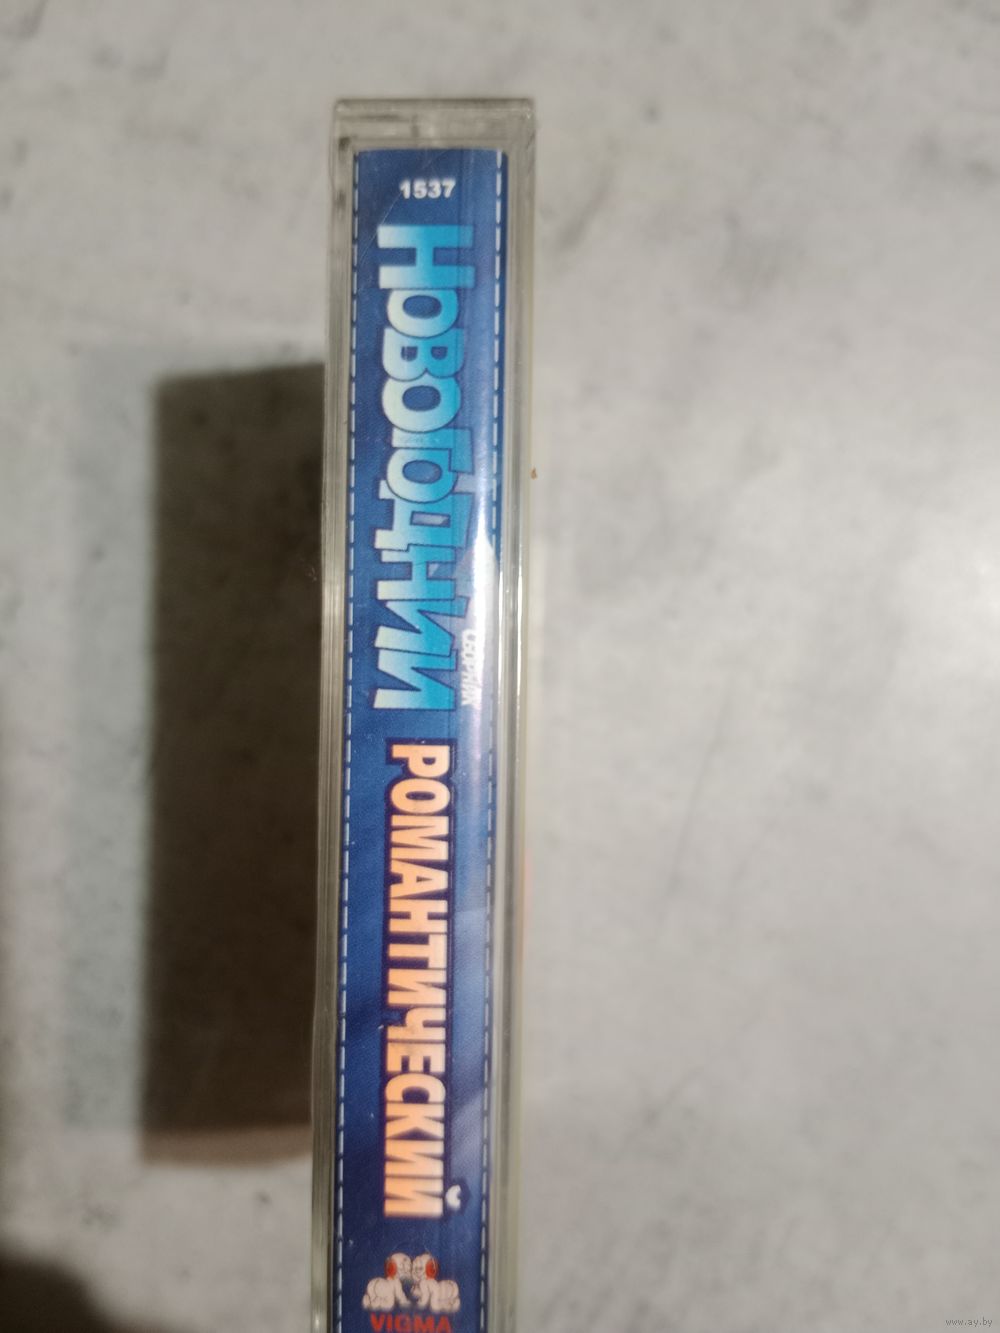 1537
НОВОГОДНИЙ
СБОРНИК
РОМАНТИЧЕСКИЙ
VIGMA
www.ay.by